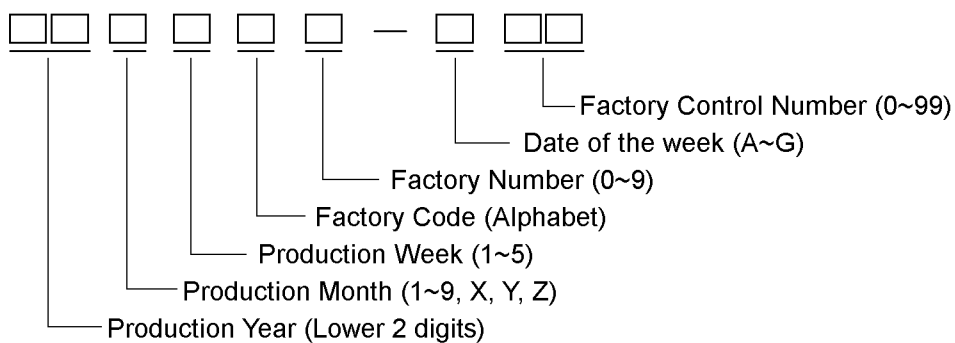 Factory Control Number (0~99)
Date of the week (A~G)
Factory Number (0~9)
Factory Code (Alphabet)
Production Week (1~5)
Production Month (1~9, X, Y, Z)
Production Year (Lower 2 digits)